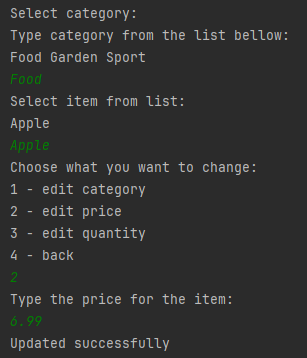 Select category:
Type category from the list bellow:
Food Garden Sport
Food
Select item from list:
Apple
Apple
Choose what you want to change:
1 - edit category
2 - edit price
3 - edit quantity
4 - back
2
Type the price for the item:
6.99
Updated successfully